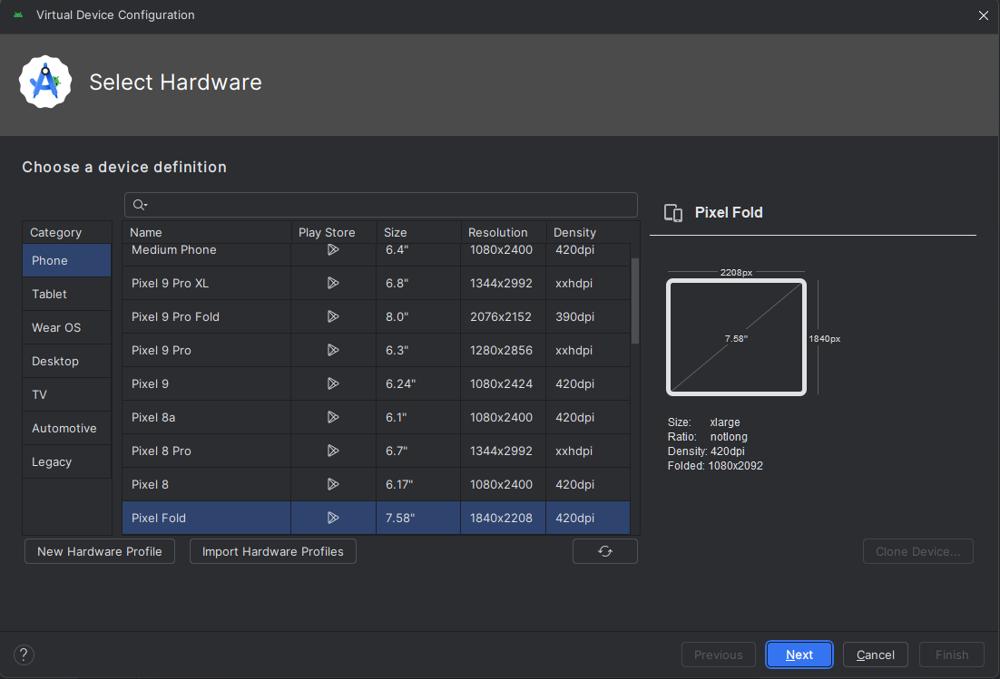 Virtual Device Configuration
Select Hardware
Choose a device definition
Category
Phone
Tablet
Wear OS
Desktop
TV
Automotive
Legacy
Name Play Store Size Resolution Density
Medium Phone 6.4" 1080x2400 420dpi
Pixel 9 Pro XL 6.8" 1344x2992 xxhdpi
Pixel 9 Pro Fold 8.0" 2076x2152 390dpi
Pixel 9 Pro 6.3" 1280x2856 xxhdpi
Pixel 9 6.24" 1080x2424 420dpi
Pixel 8a 6.1" 1080x2400 420dpi
Pixel 8 Pro 6.7" 1344x2992 xxhdpi
Pixel 8 6.17" 1080x2400 420dpi
Pixel Fold 7.58" 1840x2208 420dpi
New Hardware Profile Import Hardware Profiles
Pixel Fold
2208px
7.58" 1840px
Size: xlarge
Ratio: notlong
Density: 420dpi
Folded: 1080x2092
Clone Device...
? Previous Next Cancel Finish